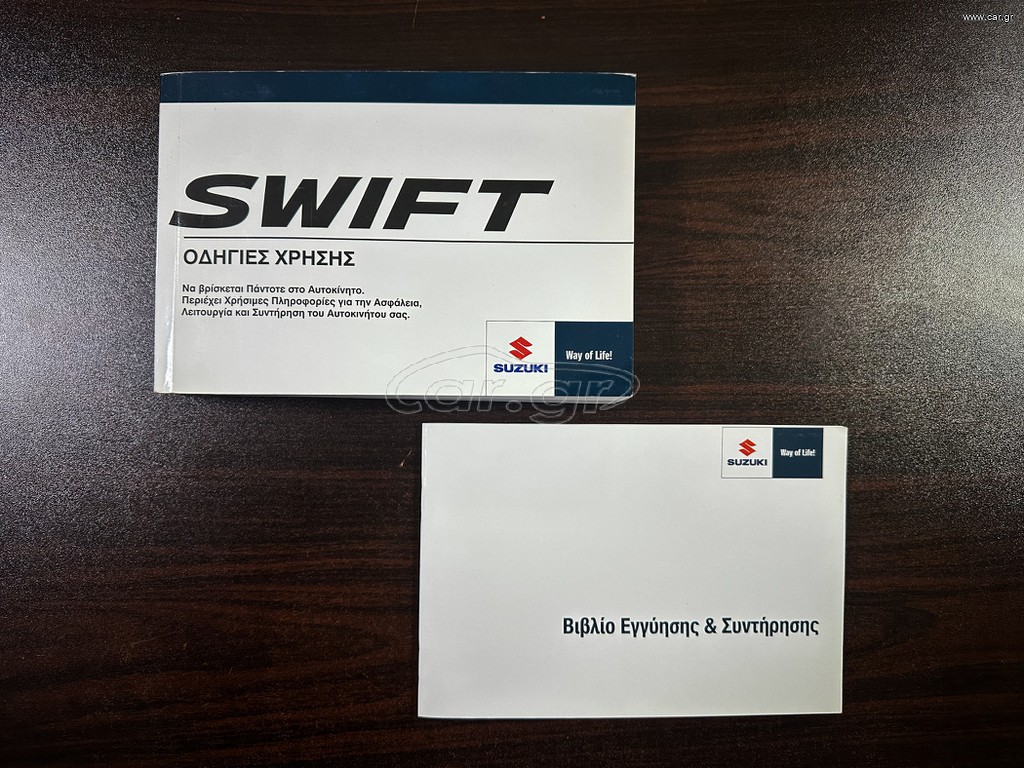 www.car.gr
SWIFT
ΟΔΗΓΙΕΣ ΧΡΗΣΗΣ
Να βρίσκεται Πάντοτε στο Αυτοκίνητο.
Περιέχει Χρήσιμες Πληροφορίες για την Ασφάλεια,
Λειτουργία και Συντήρηση του Αυτοκινήτου σας.
SUZUKI
Way of Life!
car.gr
SUZUKI
Way of Life!
Βιβλίο Εγγύησης & Συντήρησης